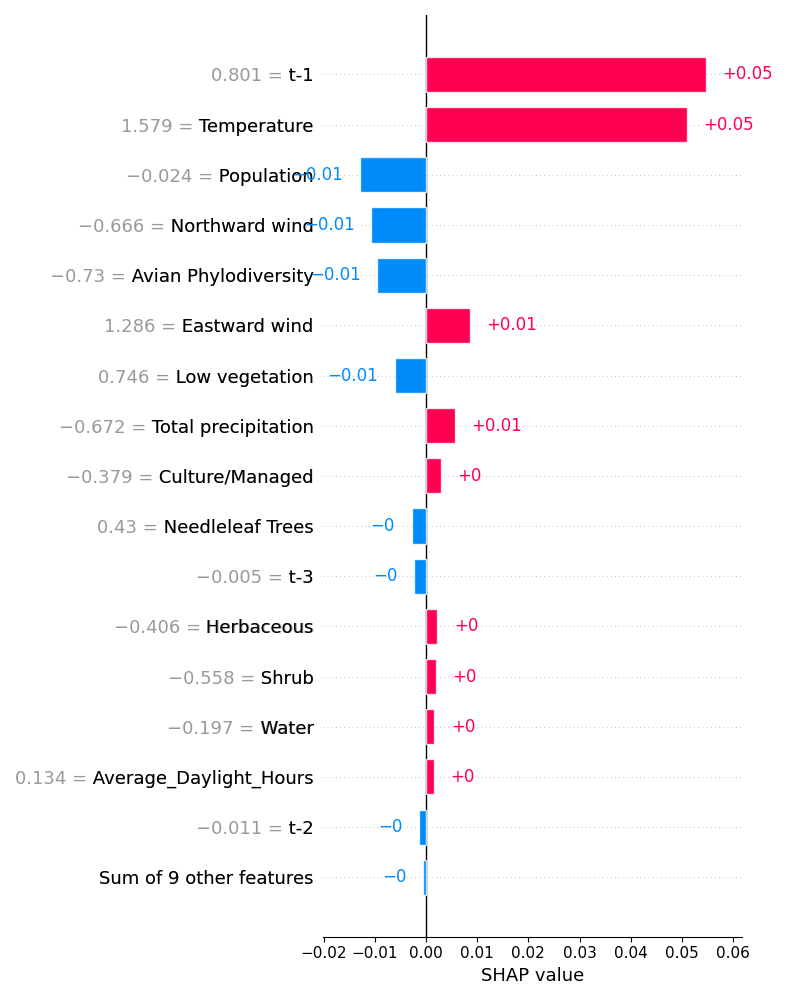 0.801 = t-1 +0.05
1.579 = Temperature +0.05
−0.024 = Population −0.01
−0.666 = Northward wind −0.01
−0.73 = Avian Phylodiversity −0.01
1.286 = Eastward wind +0.01
0.746 = Low vegetation −0.01
−0.672 = Total precipitation +0.01
−0.379 = Culture/Managed +0
0.43 = Needleleaf Trees −0
−0.005 = t-3 −0
−0.406 = Herbaceous +0
−0.558 = Shrub +0
−0.197 = Water +0
0.134 = Average_Daylight_Hours +0
−0.011 = t-2 −0
Sum of 9 other features −0
−0.02 −0.01 0.00 0.01 0.02 0.03 0.04 0.05 0.06
SHAP value